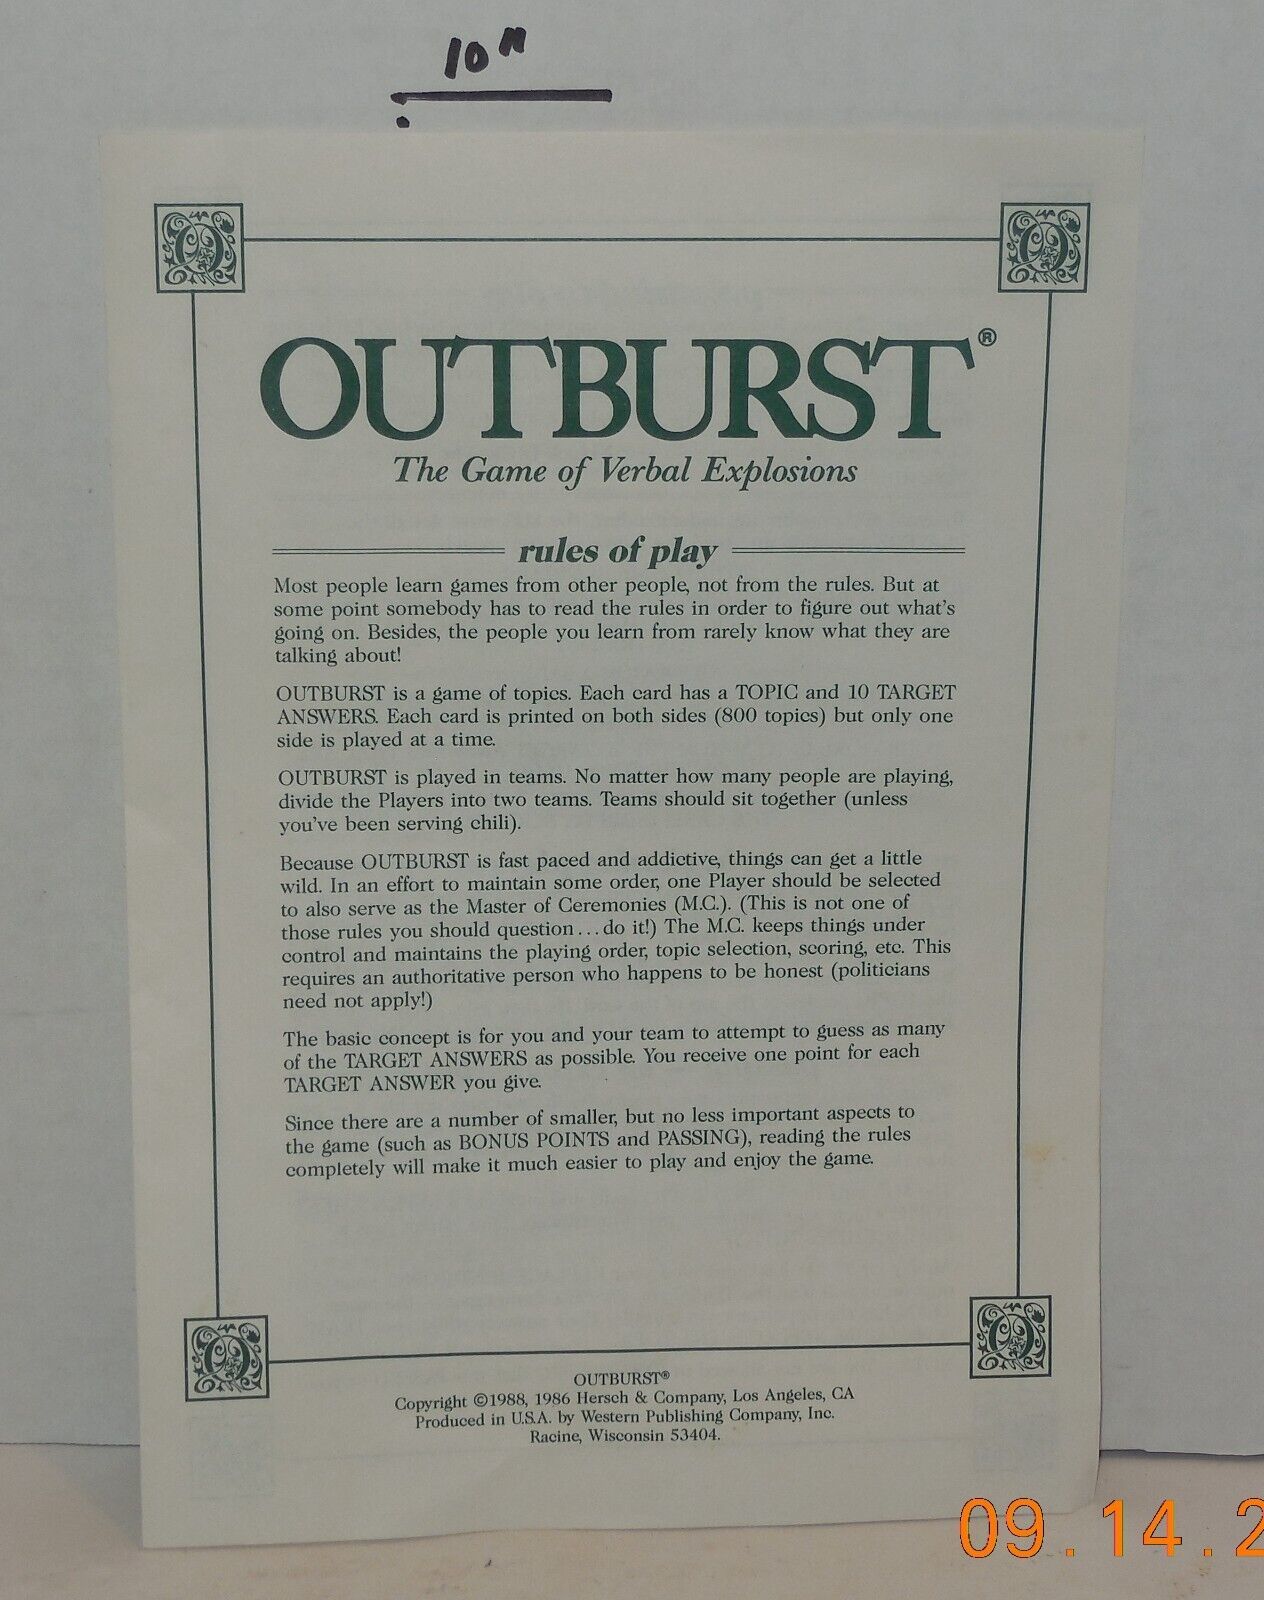 10"
OUTBURST®
The Game of Verbal Explosions
rules of play
Most people learn games from other people, not from the rules. But at
some point somebody has to read the rules in order to figure out what's
going on. Besides, the people you learn from rarely know what they are
talking about!
OUTBURST is a game of topics. Each card has a TOPIC and 10 TARGET
ANSWERS. Each card is printed on both sides (800 topics) but only one
side is played at a time.
OUTBURST is played in teams. No matter how many people are playing,
divide the Players into two teams. Teams should sit together (unless
you've been serving chili).
Because OUTBURST is fast paced and addictive, things can get a little
wild. In an effort to maintain some order, one Player should be selected
to also serve as the Master of Ceremonies (M.C.). (This is not one of
those rules you should question...do it!) The M.C. keeps things under
control and maintains the playing order, topic selection, scoring, etc. This
requires an authoritative person who happens to be honest (politicians
need not apply!)
The basic concept is for you and your team to attempt to guess as many
of the TARGET ANSWERS as possible. You receive one point for each
TARGET ANSWER you give.
Since there are a number of smaller, but no less important aspects to
the game (such as BONUS POINTS and PASSING), reading the rules
completely will make it much easier to play and enjoy the game.
OUTBURST®
Copyright ©1988, 1986 Hersch & Company, Los Angeles, CA
Produced in U.S.A. by Western Publishing Company, Inc.
Racine, Wisconsin 53404.
09.14.2